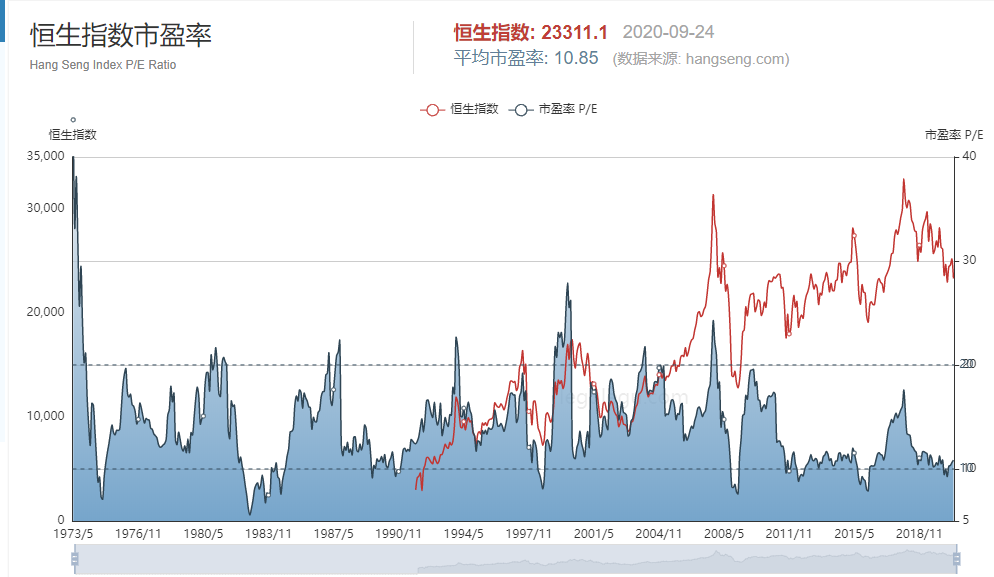 恒生指数市盈率
Hang Seng Index P/E Ratio
恒生指数: 23311.1 2020-09-24
平均市盈率: 10.85 (数据来源: hangseng.com)
恒生指数 市盈率 P/E
恒生指数 市盈率 P/E
35,000 40
30,000
30
20,000
20
10,000
10
0 5
1973/5 1976/11 1980/5 1983/11 1987/5 1990/11 1994/5 1997/11 2001/5 2004/11 2008/5 2011/11 2015/5 2018/11